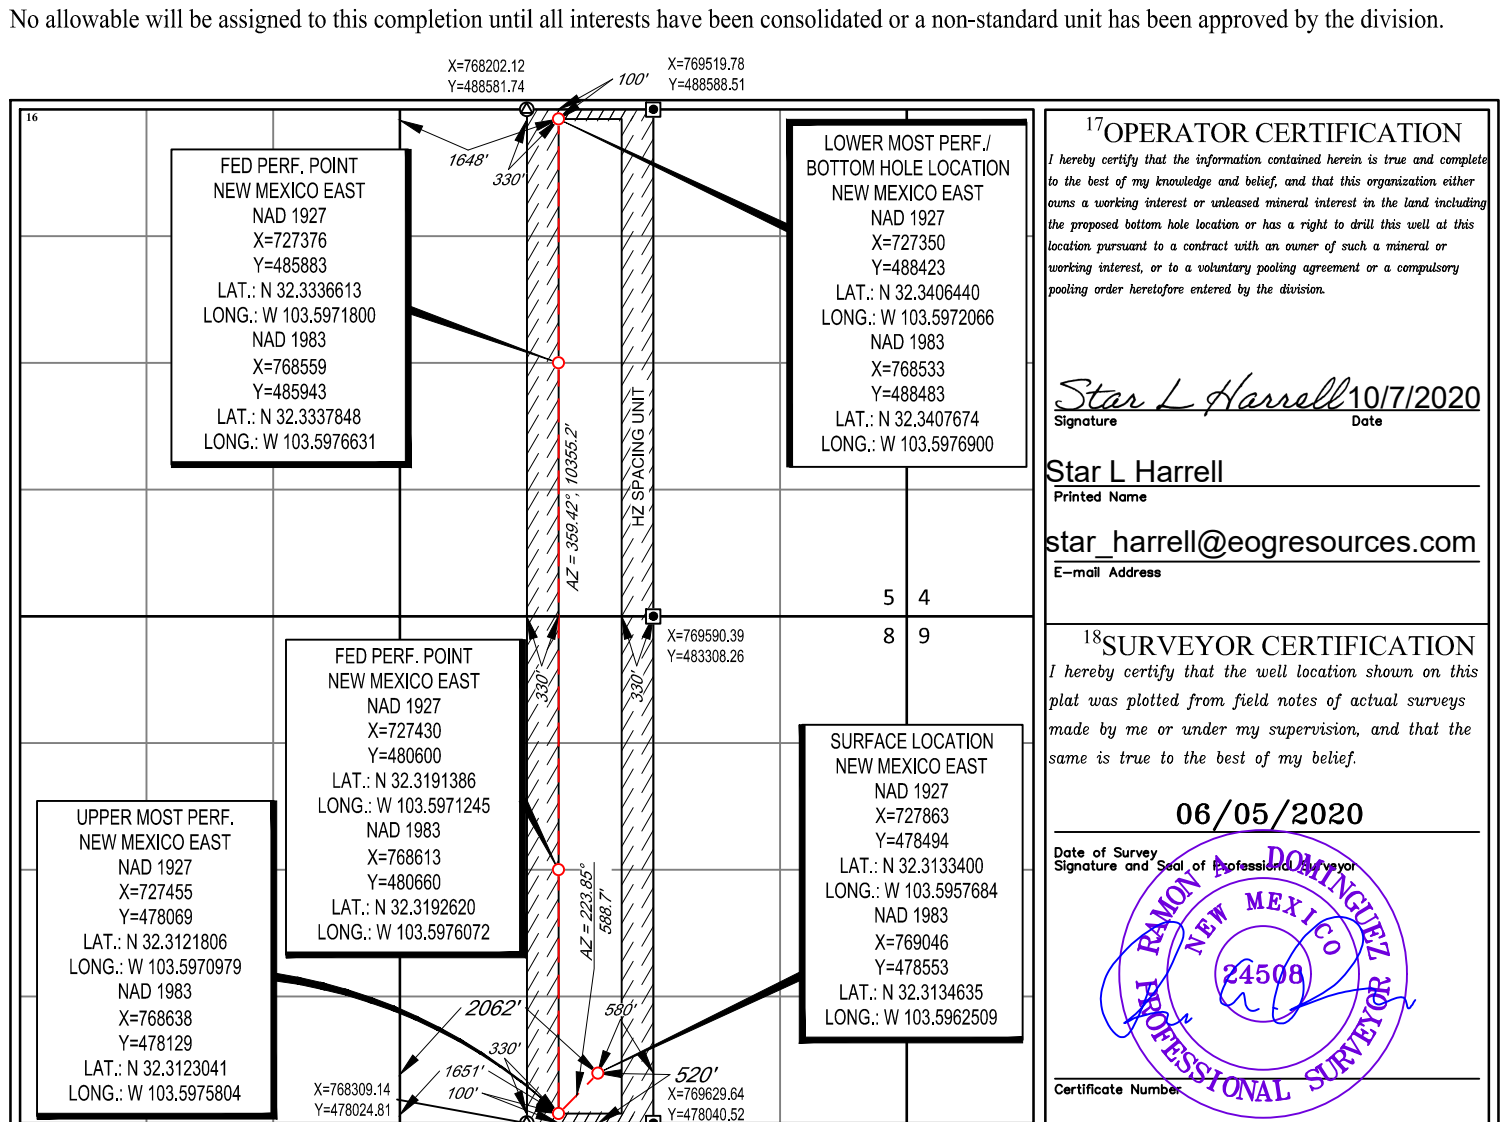 No allowable will be assigned to this completion until all interests have been consolidated or a non-standard unit has been approved by the division.
X=768202.12
Y=488581.74
X=769519.78
Y=488588.51
100'
16
1648'
330'
FED PERF. POINT
NEW MEXICO EAST
NAD 1927
X=727376
Y=485883
LAT.: N 32.3336613
LONG.: W 103.5971800
NAD 1983
X=768559
Y=485943
LAT.: N 32.3337848
LONG.: W 103.5976631
LOWER MOST PERF./
BOTTOM HOLE LOCATION
NEW MEXICO EAST
NAD 1927
X=727350
Y=488423
LAT.: N 32.3406440
LONG.: W 103.5972066
NAD 1983
X=768533
Y=488483
LAT.: N 32.3407674
LONG.: W 103.5976900
AZ = 359.42°, 10355.2'
HZ SPACING UNIT
5 4
8 9
X=769590.39
Y=483308.26
330'
330'
FED PERF. POINT
NEW MEXICO EAST
NAD 1927
X=727430
Y=480600
LAT.: N 32.3191386
LONG.: W 103.5971245
NAD 1983
X=768613
Y=480660
LAT.: N 32.3192620
LONG.: W 103.5976072
SURFACE LOCATION
NEW MEXICO EAST
NAD 1927
X=727863
Y=478494
LAT.: N 32.3133400
LONG.: W 103.5957684
NAD 1983
X=769046
Y=478553
LAT.: N 32.3134635
LONG.: W 103.5962509
UPPER MOST PERF.
NEW MEXICO EAST
NAD 1927
X=727455
Y=478069
LAT.: N 32.3121806
LONG.: W 103.5970979
NAD 1983
X=768638
Y=478129
LAT.: N 32.3123041
LONG.: W 103.5975804
AZ = 223.85°
588.7'
2062'
580'
330'
1651'
100'
520'
X=768309.14
Y=478024.81
X=769629.64
Y=478040.52
17OPERATOR CERTIFICATION
I hereby certify that the information contained herein is true and complete
to the best of my knowledge and belief, and that this organization either
owns a working interest or unleased mineral interest in the land including
the proposed bottom hole location or has a right to drill this well at this
location pursuant to a contract with an owner of such a mineral or
working interest, or to a voluntary pooling agreement or a compulsory
pooling order heretofore entered by the division.
Star L Harrell 10/7/2020
Signature Date
Star L Harrell
Printed Name
star_harrell@eogresources.com
E-mail Address
18SURVEYOR CERTIFICATION
I hereby certify that the well location shown on this
plat was plotted from field notes of actual surveys
made by me or under my supervision, and that the
same is true to the best of my belief.
06/05/2020
Date of Survey
Signature and Seal of Professional Surveyor
RAMON A. DOMINGUEZ
NEW MEXICO
24508
PROFESSIONAL SURVEYOR
Certificate Number